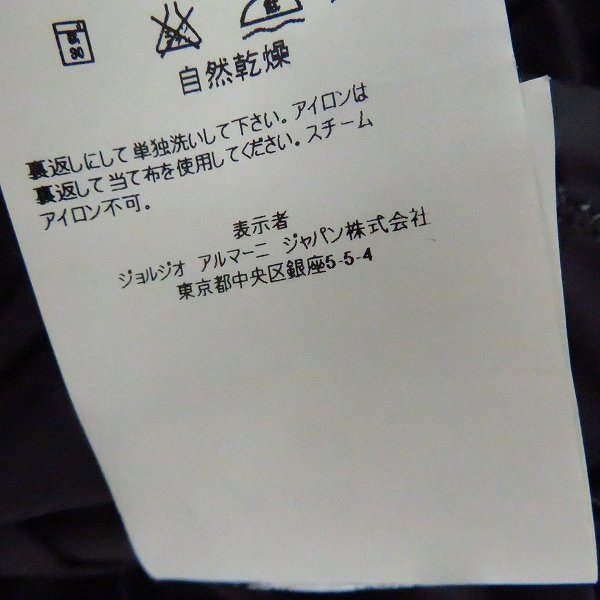 自然乾燥
裏返しにして単独洗いして下さい。アイロンは
裏返して当て布を使用してください。スチーム
アイロン不可。
表示者
ジョルジオ アルマーニ ジャパン株式会社
東京都中央区銀座5-5-4